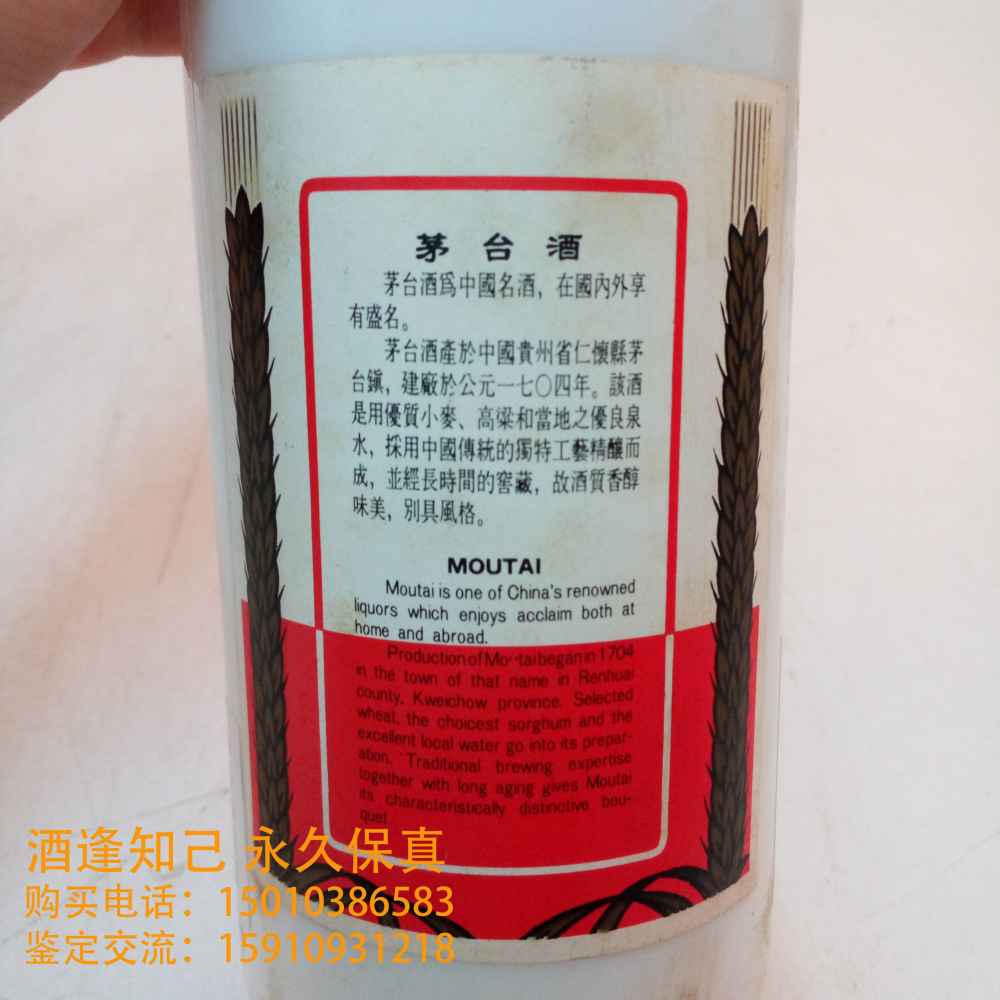 茅台酒
茅台酒爲中國名酒，在國內外享
有盛名。
茅台酒產於中國貴州省仁懷縣茅
台鎮，建廠於公元一七〇四年。該酒
是用優質小麥、高粱和當地之優良泉
水，採用中國傳統的獨特工藝精釀而
成，並經長時間的窖藏，故酒質香醇
味美，別具風格。
MOUTAI
Moutai is one of China's renowned
liquors which enjoys acclaim both at
home and abroad.
Production of Moutai began in 1704
in the town of that name in Renhuai
county, Kweichow province. Selected
wheat, the choicest sorghum and the
excellent local water go into its prepar-
ation. Traditional brewing expertise
together with long aging gives Moutai
its characteristically distinctive bou-
quet.
酒逢知己 永久保真
购买电话：15010386583
鉴定交流：15910931218